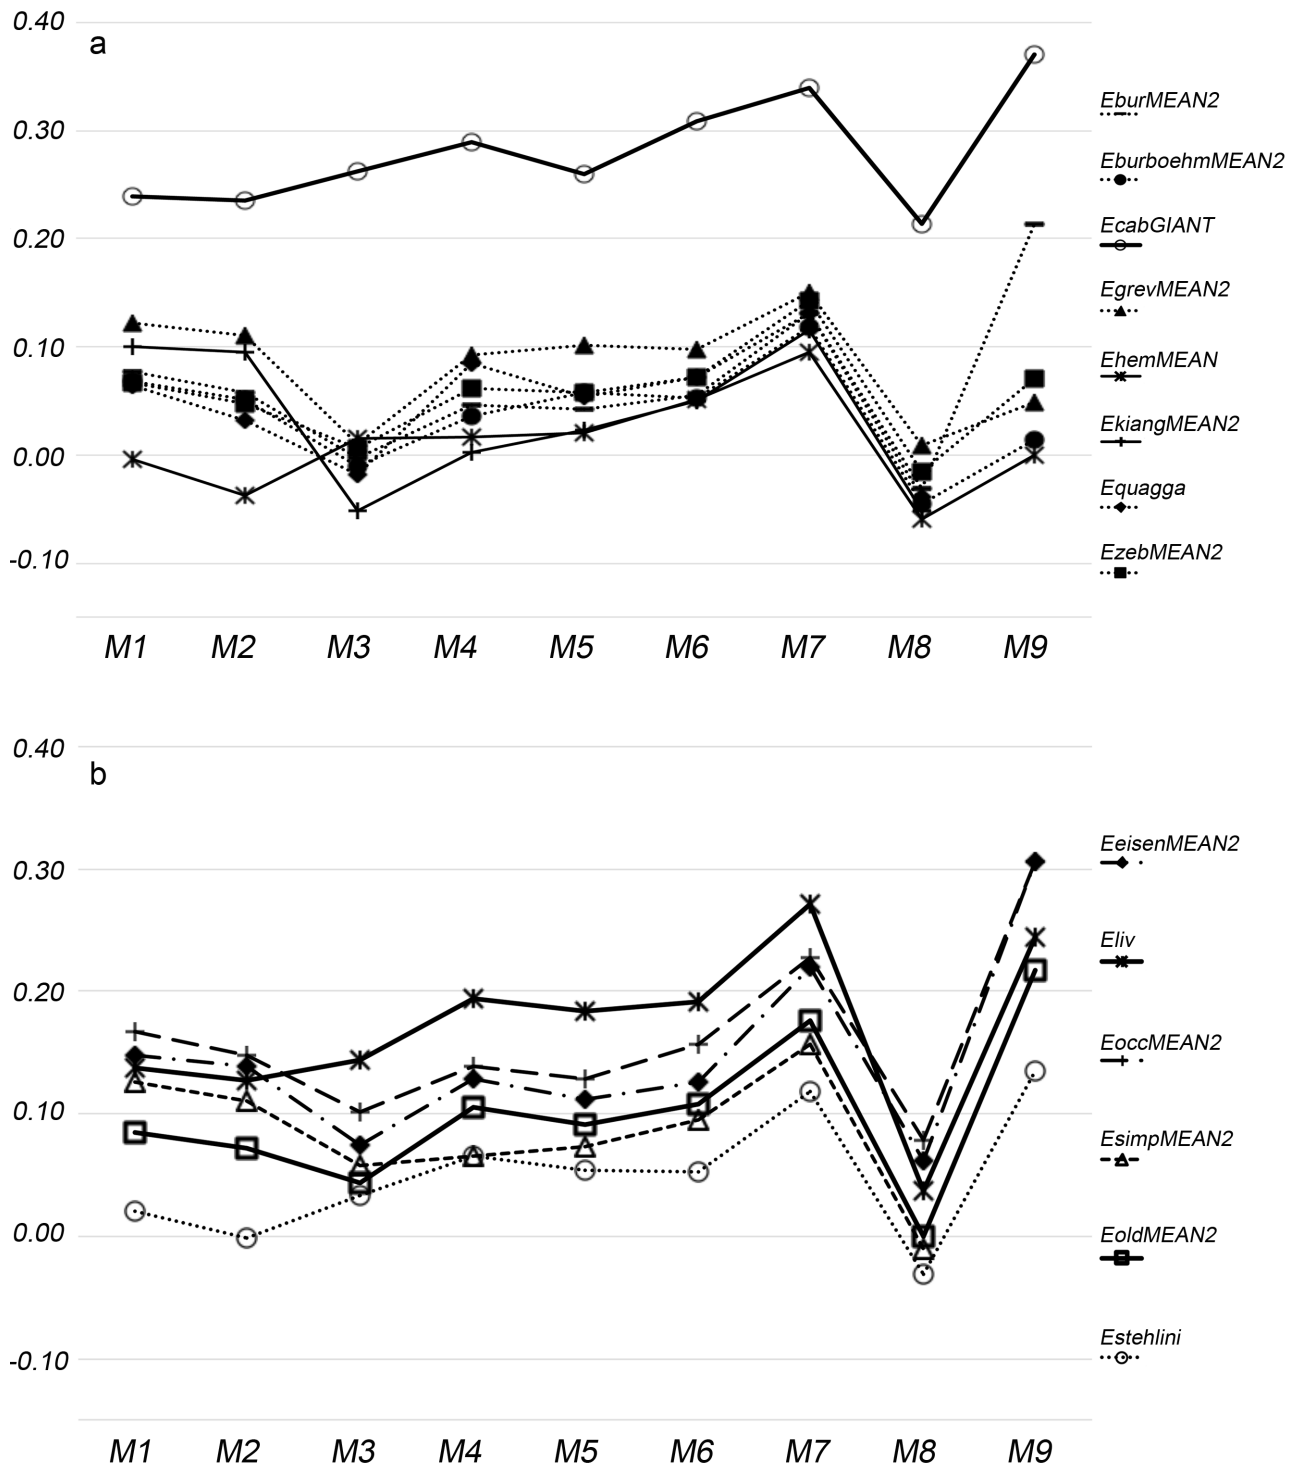 0.40
a
0.30
0.20
0.10
0.00
-0.10
EburMEAN2
EburboehmMEAN2
EcabGIANT
EgrevMEAN2
EhemMEAN
EkiangMEAN2
Equagga
EzebMEAN2
M1 M2 M3 M4 M5 M6 M7 M8 M9
0.40
b
0.30
0.20
0.10
0.00
-0.10
EeisenMEAN2
Eliv
EoccMEAN2
EsimpMEAN2
EoldMEAN2
Estehlini
M1 M2 M3 M4 M5 M6 M7 M8 M9